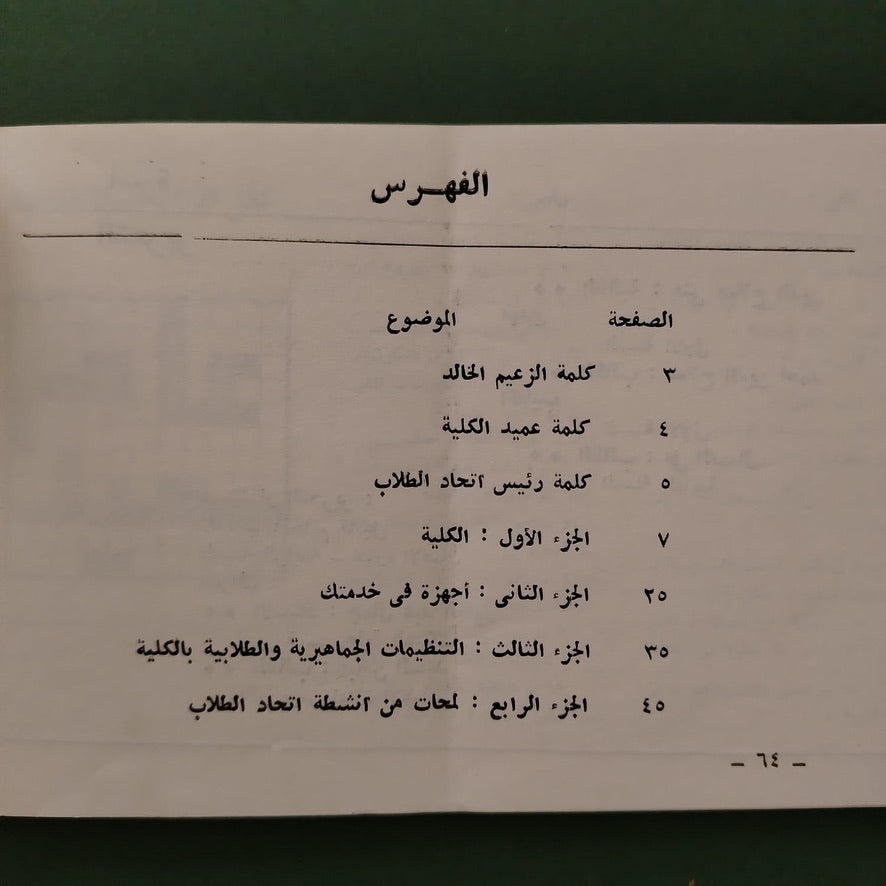 الفهرس
الصفحة الموضوع
٣ كلمة الزعيم الخالد
٤ كلمة عميد الكلية
٥ كلمة رئيس اتحاد الطلاب
٧ الجزء الأول : الكلية
٢٥ الجزء الثانى : أجهزة فى خدمتك
٣٥ الجزء الثالث : التنظيمات الجماهيرية والطلابية بالكلية
٤٥ الجزء الرابع : لمحات من انشطة اتحاد الطلاب
– ٦٤ –